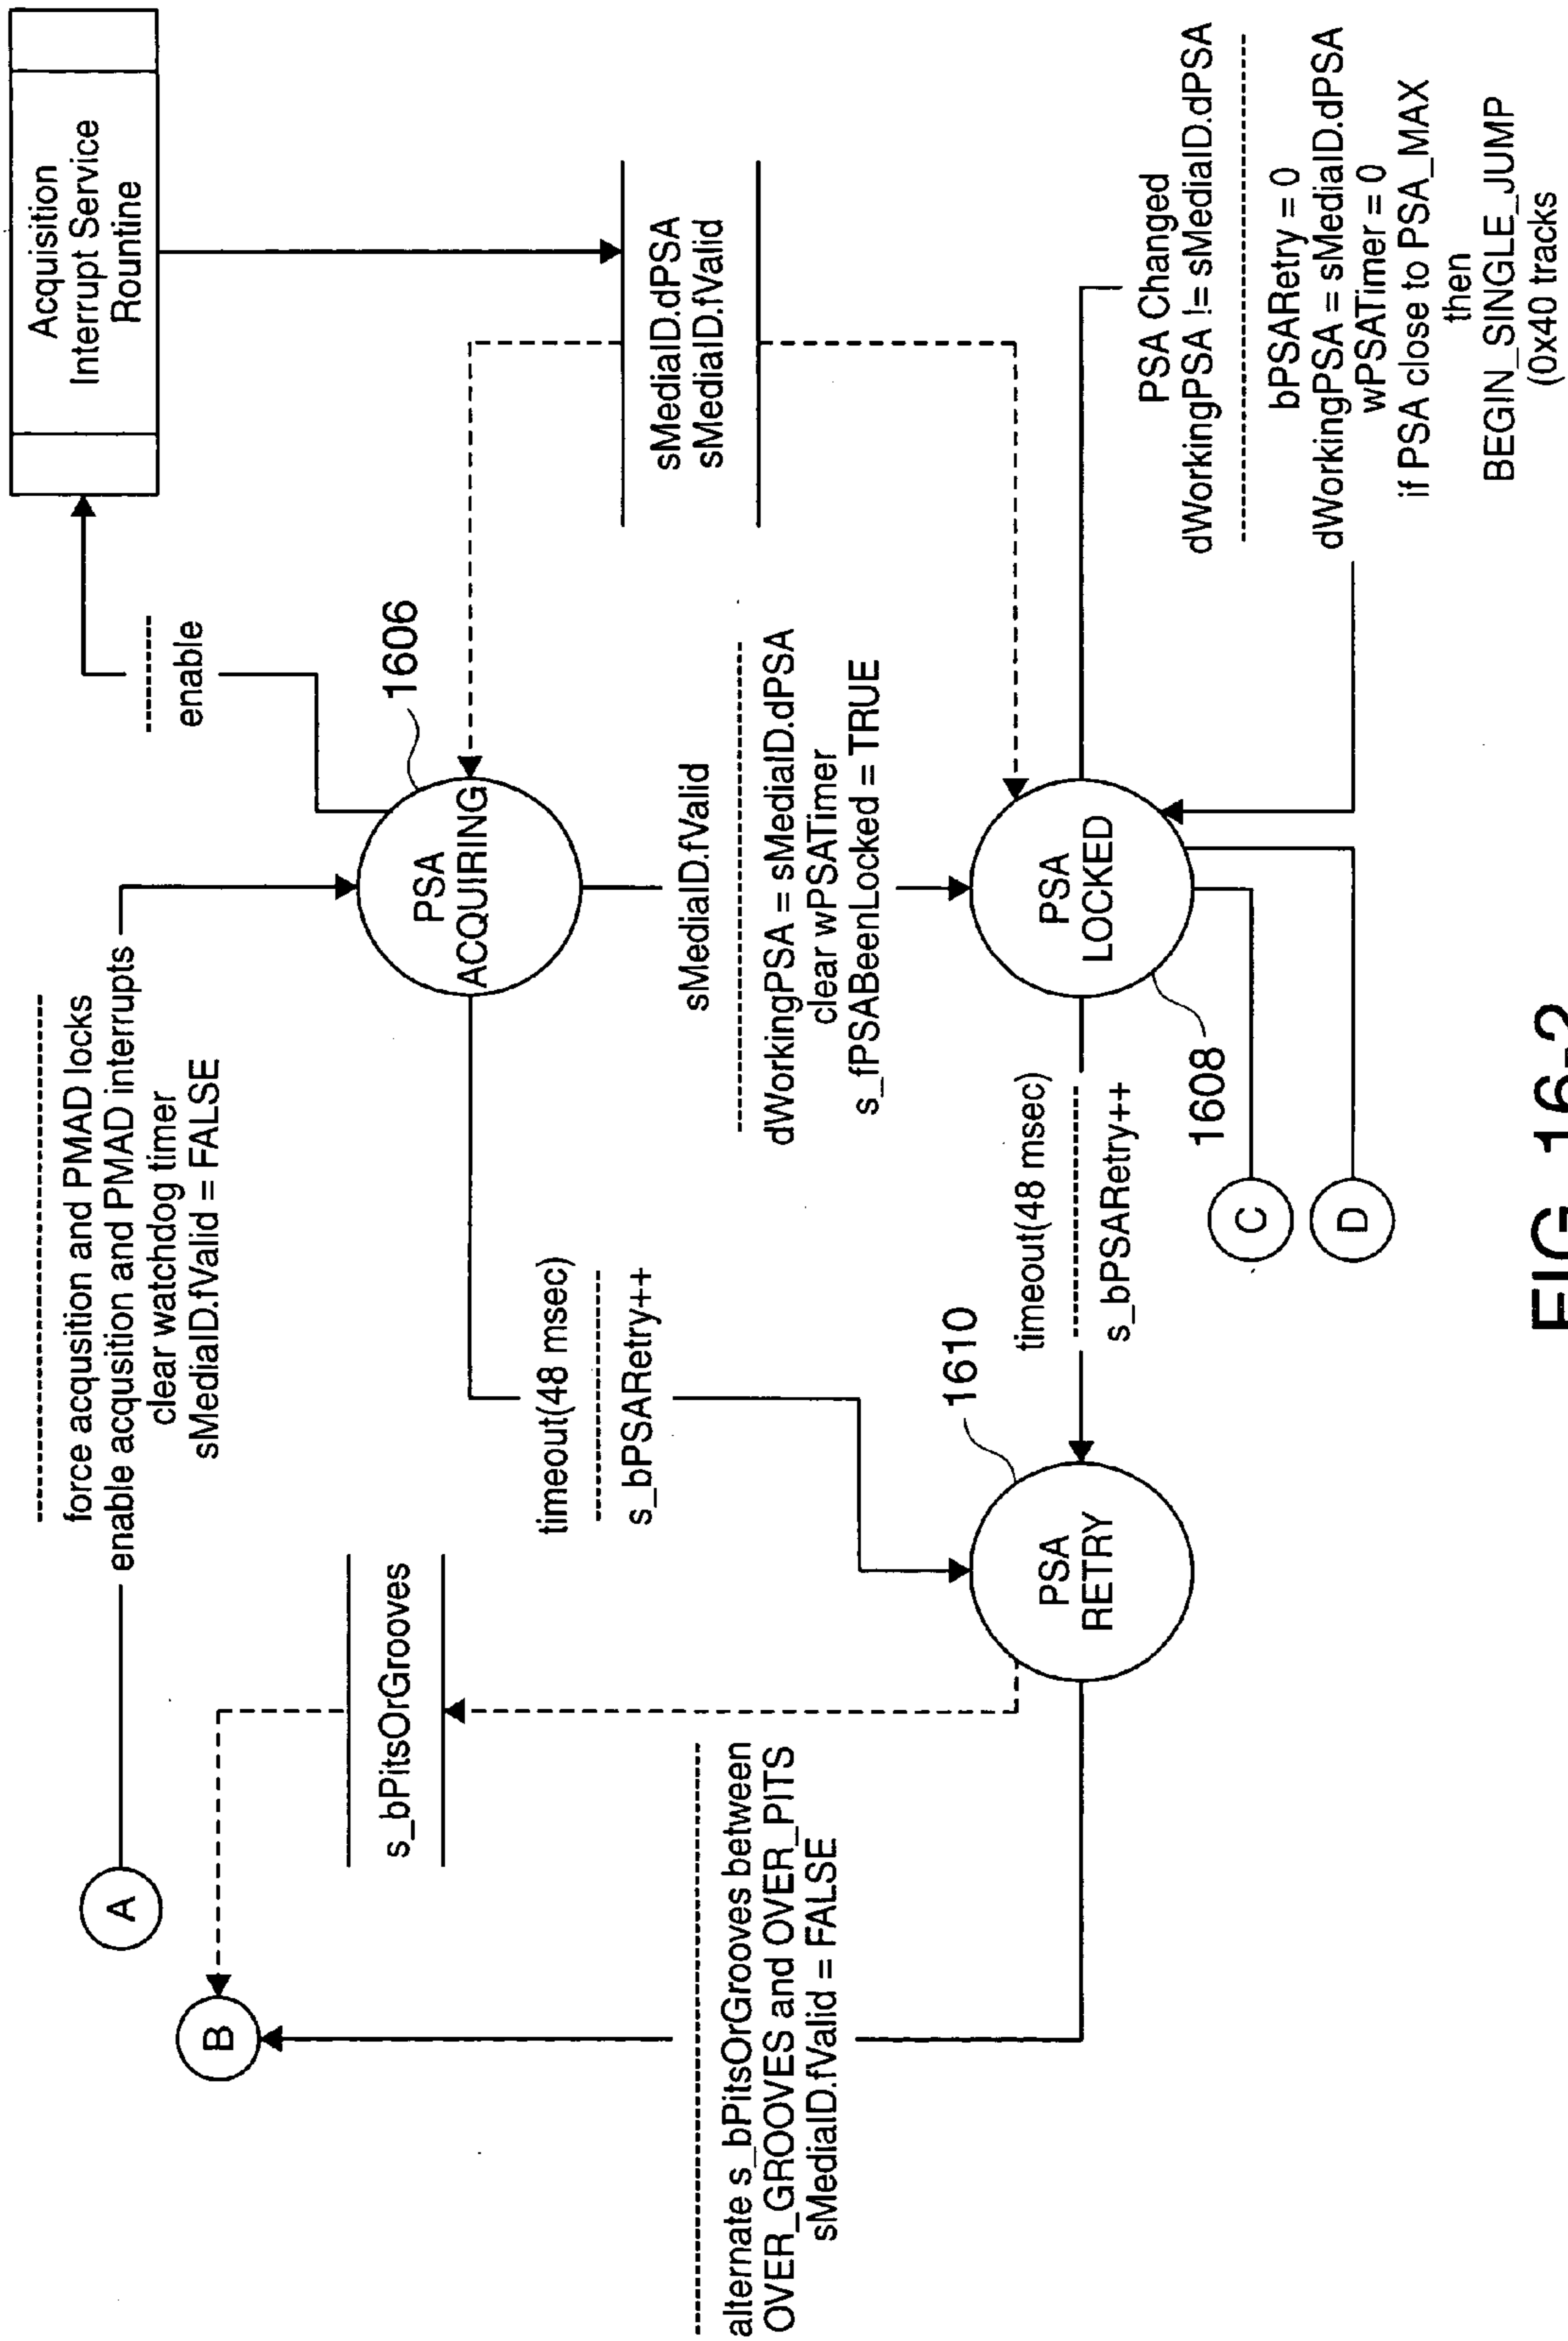 A
force acqusition and PMAD locks
enable acqusition and PMAD interrupts
clear watchdog timer
sMediaID.fValid = FALSE
Acquisition
Interrupt Service
Rountine
enable
B
s_bPitsOrGrooves
1606
PSA
ACQUIRING
sMediaID.dPSA
sMediaID.fValid
timeout(48 msec)
s_bPSARetry++
alternate s_bPitsOrGrooves between
OVER_GROOVES and OVER_PITS
sMediaID.fValid = FALSE
sMediaID.fValid
dWorkingPSA = sMediaID.dPSA
clear wPSATimer
s_fPSABeenLocked = TRUE
1610
PSA
RETRY
timeout(48 msec)
s_bPSARetry++
PSA
LOCKED
1608
C
D
PSA Changed
dWorkingPSA != sMediaID.dPSA
bPSARetry = 0
dWorkingPSA = sMediaID.dPSA
wPSATimer = 0
if PSA close to PSA_MAX
then
BEGIN_SINGLE_JUMP
(0x40 tracks
FIG. 16-2